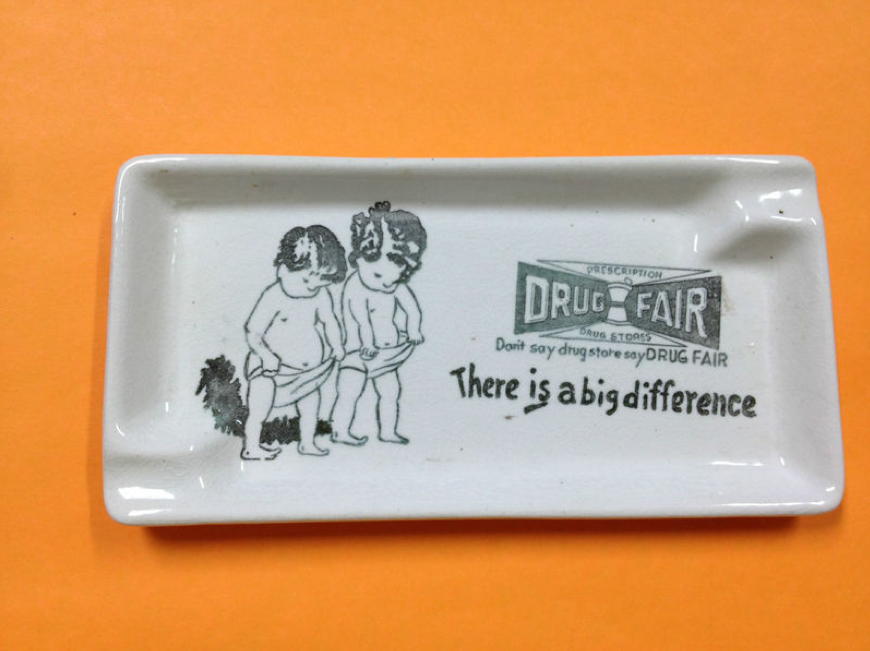 PRESCRIPTION
DRUG FAIR
DRUG STORES
Don't say drug store say DRUG FAIR
There is a big difference